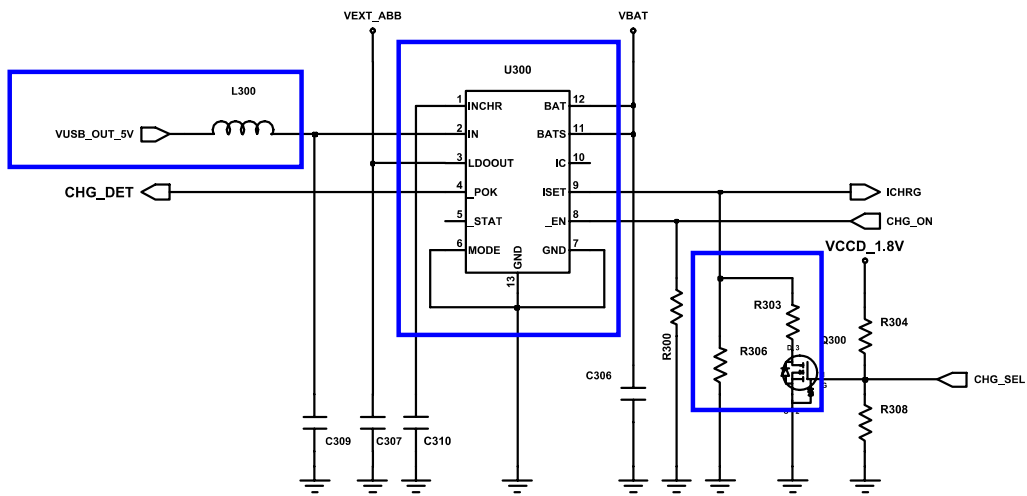 VEXT_ABB
VBAT
U300
L300
1
INCHR
BAT
12
VUSB_OUT_5V
2
IN
BATS
11
3
LDOOUT
IC
10
CHG_DET
4
_POK
ISET
9
ICHRG
5
_STAT
_EN
8
CHG_ON
6
MODE
GND
GND
7
13
VCCD_1.8V
R303
R304
R300
R306
Q300
C306
CHG_SEL
R308
C309
C307
C310